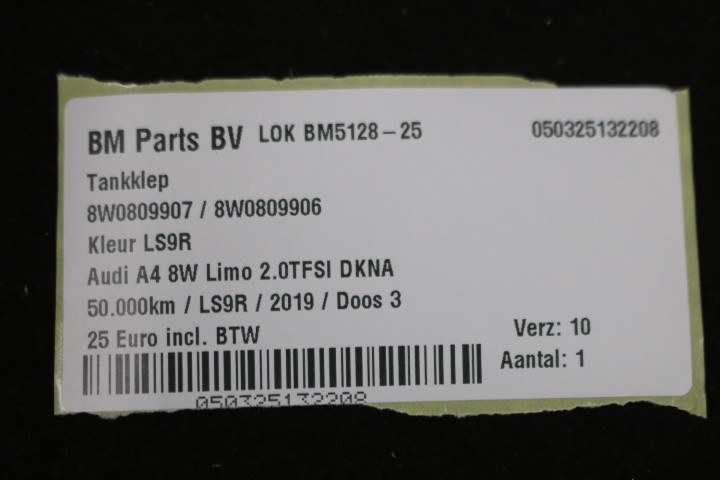 BM Parts BV LOK BM5128-25 050325132208
Tankklep
8W0809907 / 8W0809906
Kleur LS9R
Audi A4 8W Limo 2.0TFSI DKNA
50.000km / LS9R / 2019 / Doos 3
25 Euro incl. BTW Verz: 10
Aantal: 1
050325132208